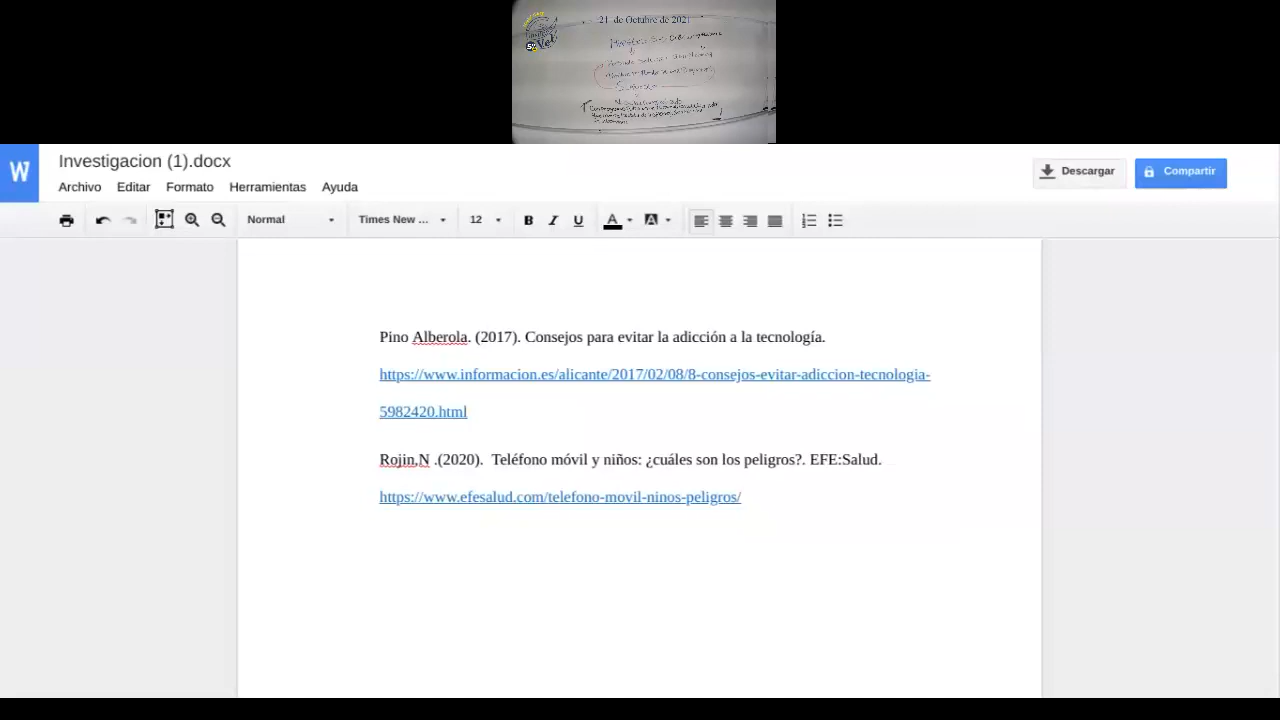 21 de Octubre de 2021
W
Investigacion (1).docx
Archivo Editar Formato Herramientas Ayuda
Descargar
Compartir
Normal Times New ... 12 B I U A A
Pino Alberola. (2017). Consejos para evitar la adicción a la tecnología.
https://www.informacion.es/alicante/2017/02/08/8-consejos-evitar-adiccion-tecnologia-
5982420.html
Rojin,N .(2020). Teléfono móvil y niños: ¿cuáles son los peligros?. EFE:Salud.
https://www.efesalud.com/telefono-movil-ninos-peligros/